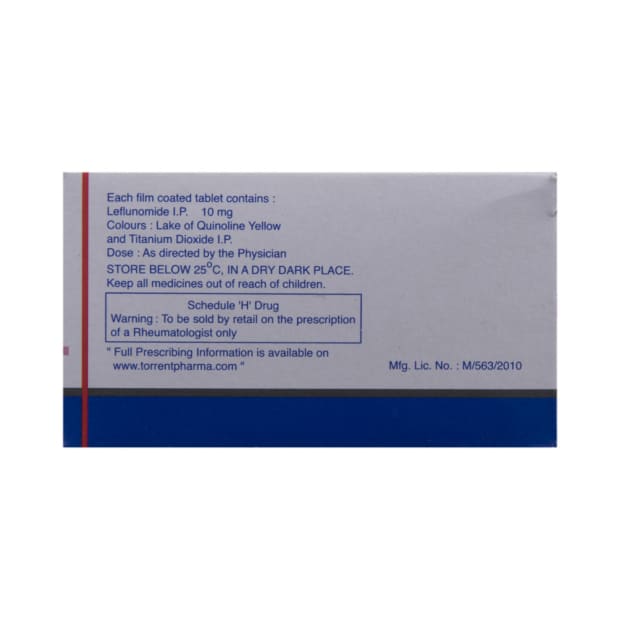 Each film coated tablet contains :
Leflunomide I.P. 10 mg
Colours : Lake of Quinoline Yellow
and Titanium Dioxide I.P.
Dose : As directed by the Physician
STORE BELOW 25°C, IN A DRY DARK PLACE.
Keep all medicines out of reach of children.
Schedule 'H' Drug
Warning : To be sold by retail on the prescription
of a Rheumatologist only
" Full Prescribing Information is available on
www.torrentpharma.com "
Mfg. Lic. No. : M/563/2010